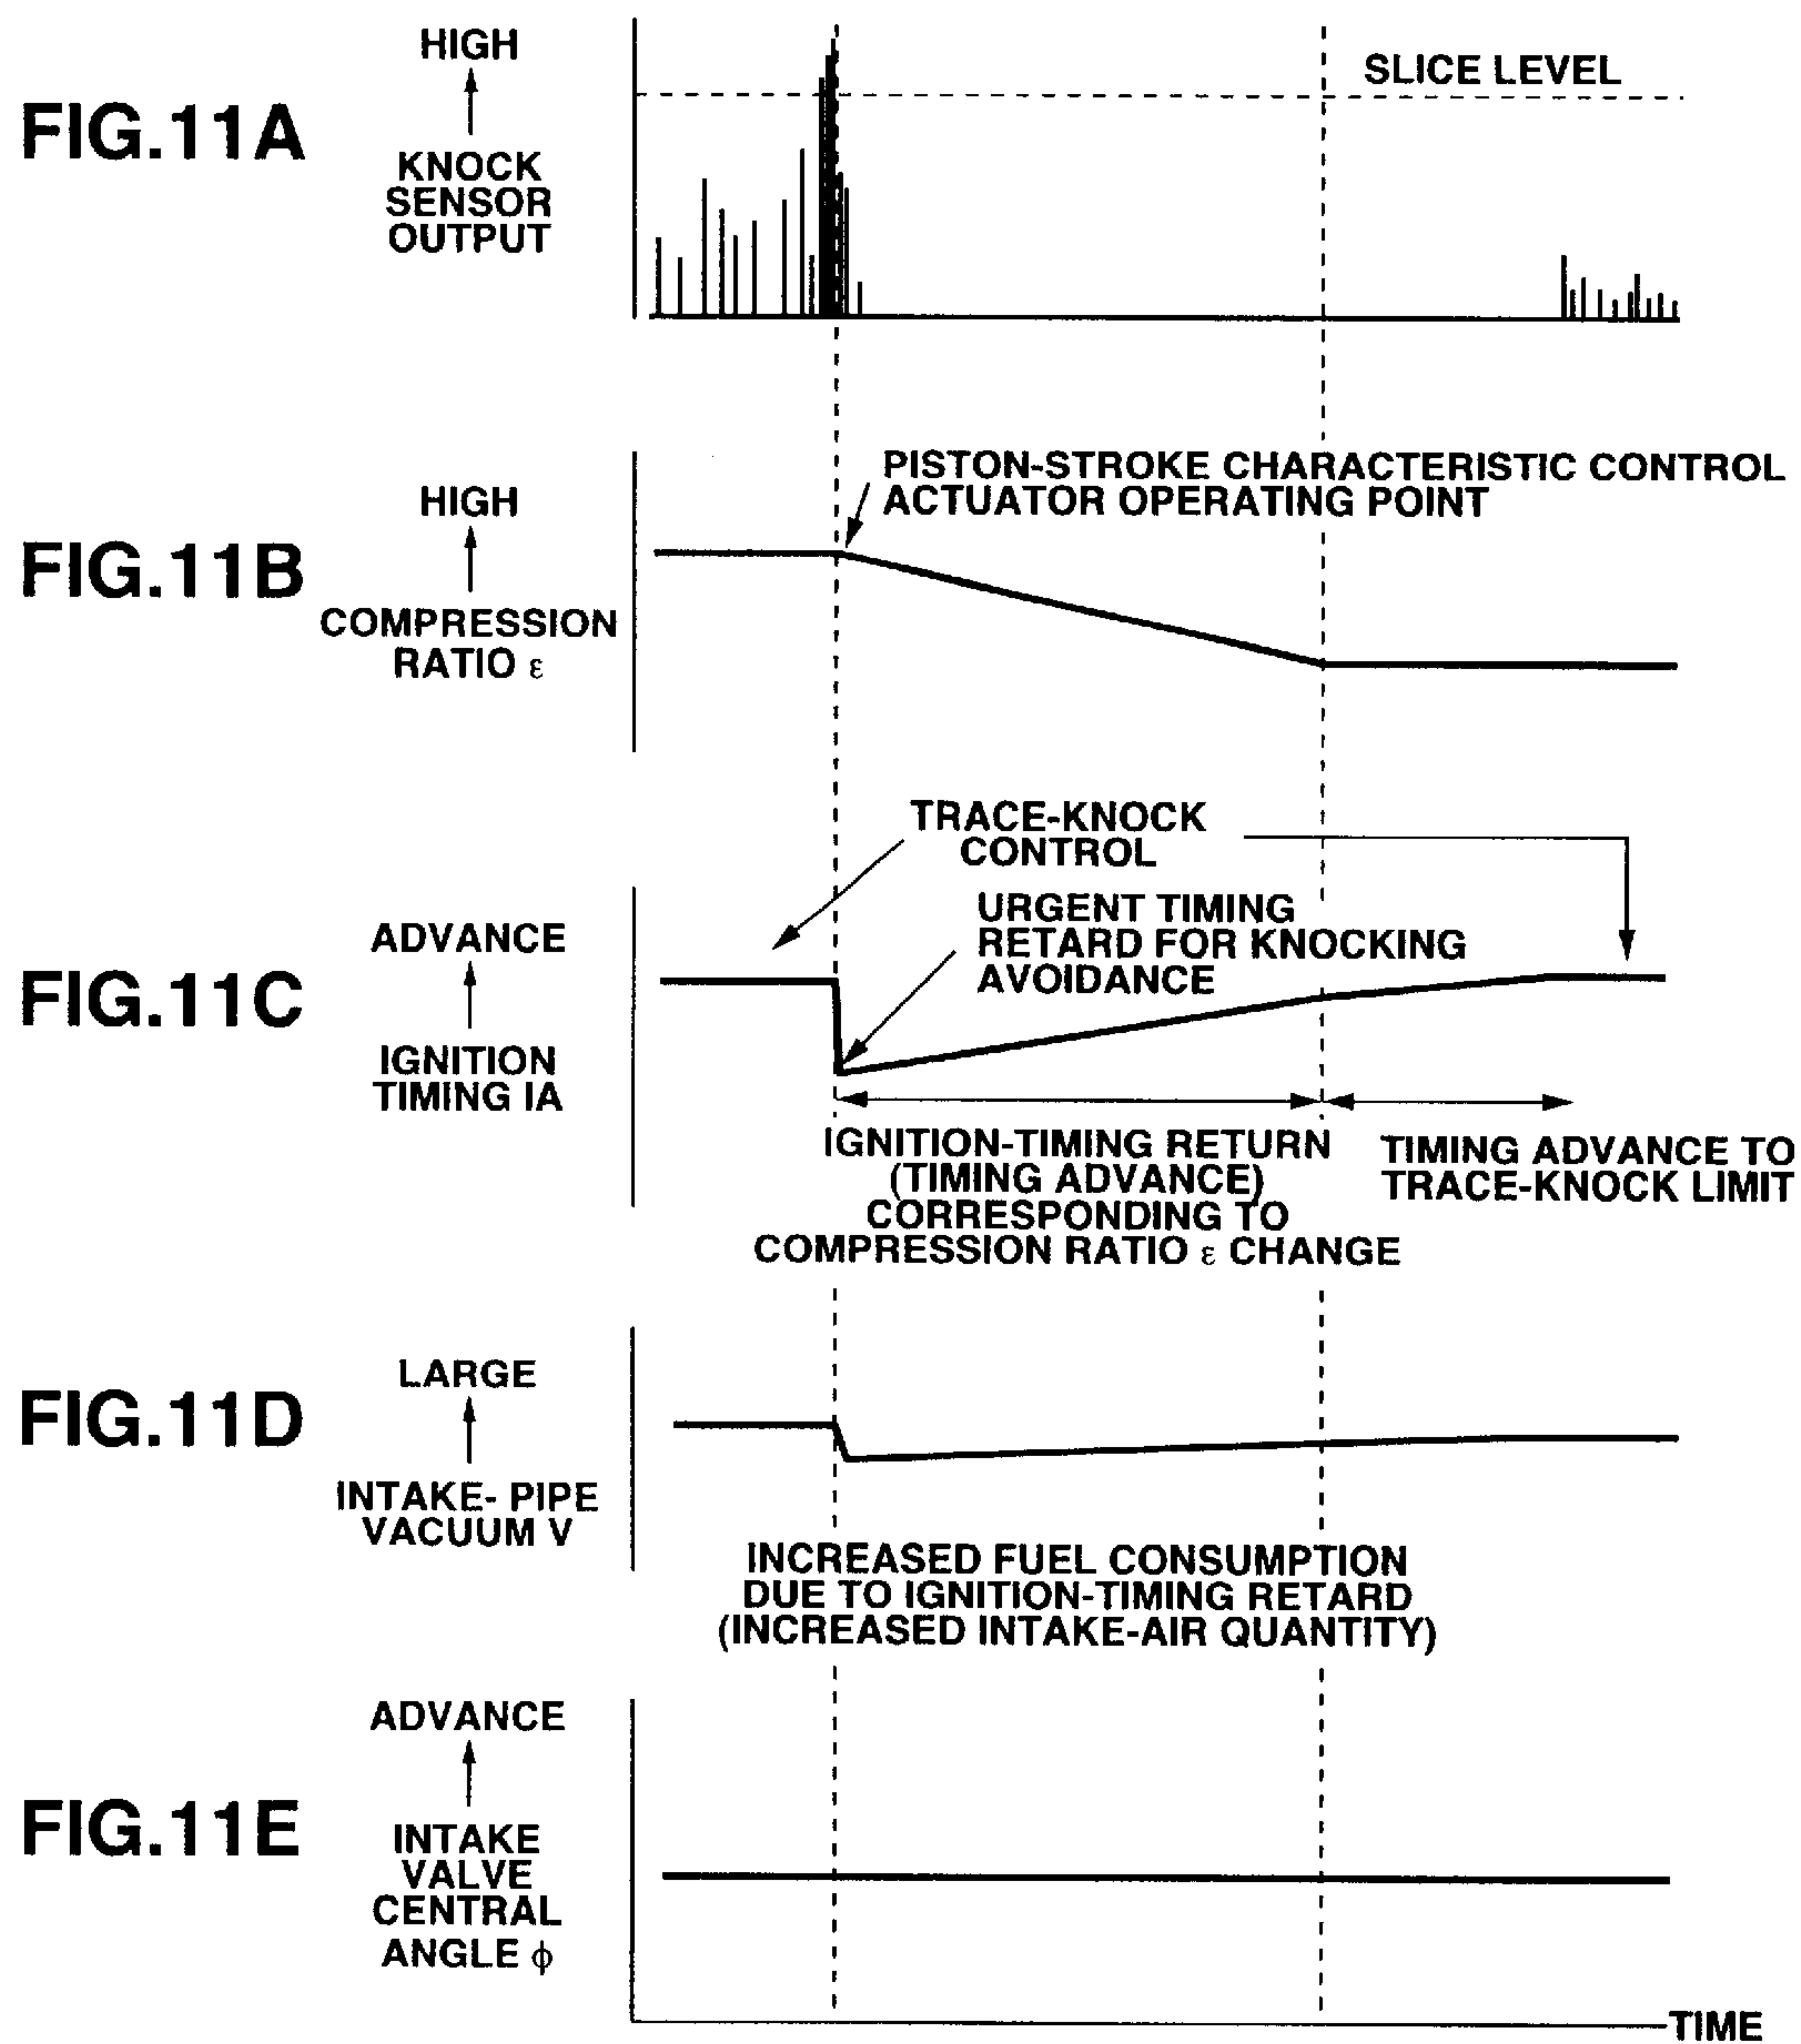 FIG.11A
HIGH
KNOCK
SENSOR
OUTPUT
SLICE LEVEL
FIG.11B
HIGH
COMPRESSION
RATIO ε
PISTON-STROKE CHARACTERISTIC CONTROL
ACTUATOR OPERATING POINT
FIG.11C
ADVANCE
IGNITION
TIMING IA
TRACE-KNOCK
CONTROL
URGENT TIMING
RETARD FOR KNOCKING
AVOIDANCE
IGNITION-TIMING RETURN
(TIMING ADVANCE)
CORRESPONDING TO
COMPRESSION RATIO ε CHANGE
TIMING ADVANCE TO
TRACE-KNOCK LIMIT
FIG.11D
LARGE
INTAKE- PIPE
VACUUM V
INCREASED FUEL CONSUMPTION
DUE TO IGNITION-TIMING RETARD
(INCREASED INTAKE-AIR QUANTITY)
FIG.11E
ADVANCE
INTAKE
VALVE
CENTRAL
ANGLE ϕ
TIME